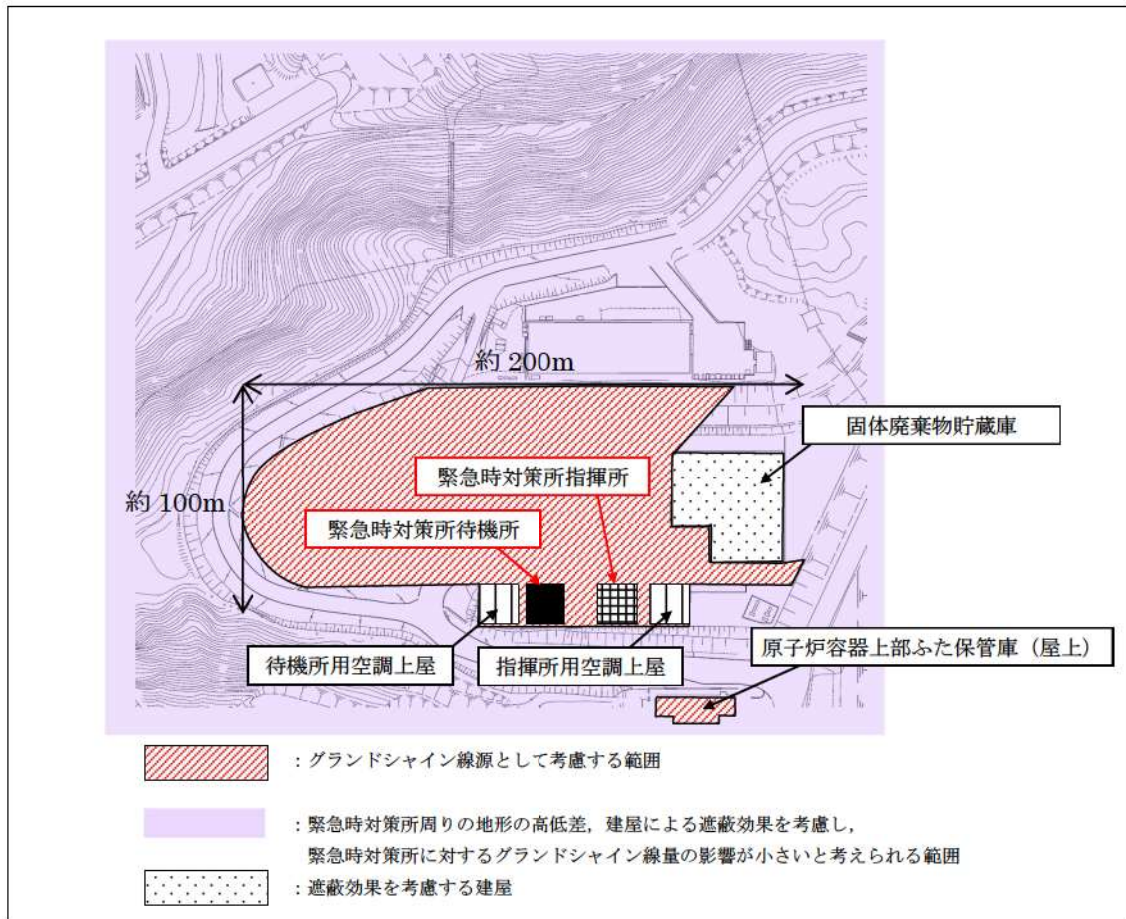 約 200m
固体廃棄物貯蔵庫
緊急時対策所指揮所
約 100m
緊急時対策所待機所
待機所用空調上屋
指揮所用空調上屋
原子炉容器上部ふた保管庫（屋上）
：グランドシャイン線源として考慮する範囲
：緊急時対策所周りの地形の高低差，建屋による遮蔽効果を考慮し，
緊急時対策所に対するグランドシャイン線量の影響が小さいと考えられる範囲
：遮蔽効果を考慮する建屋